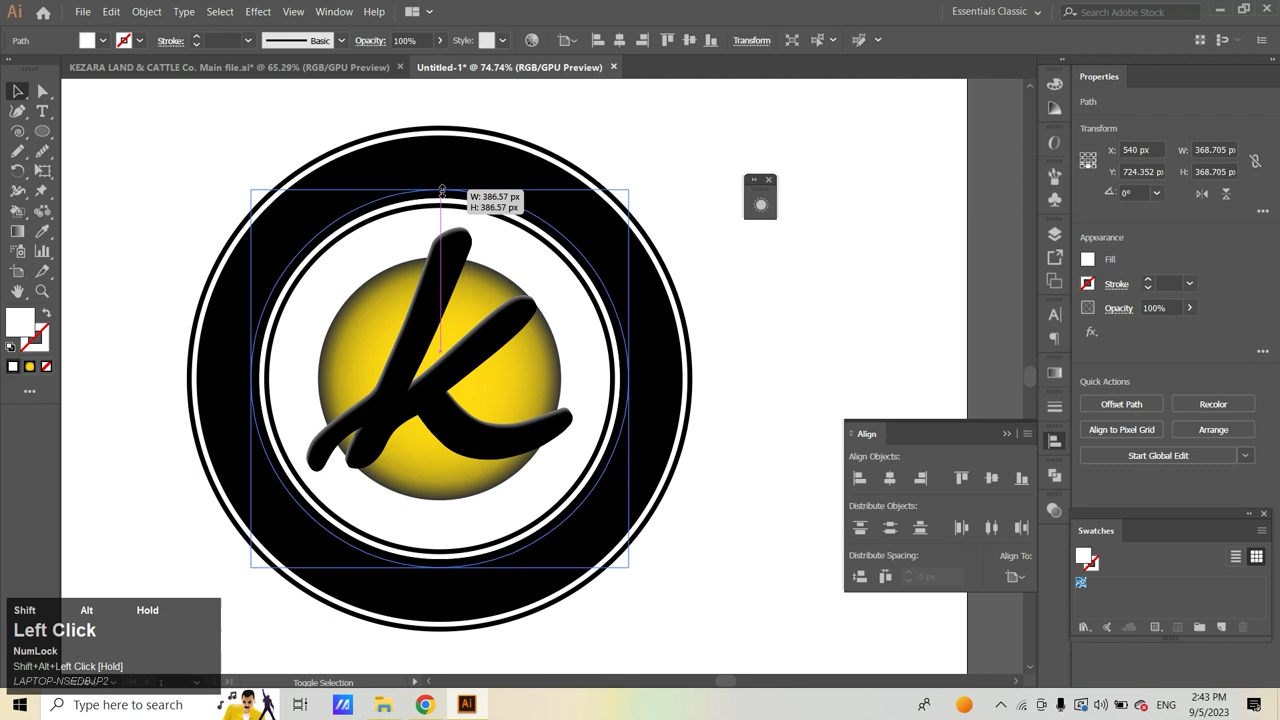 Ai File Edit Object Type Select Effect View Window Help Essentials Classic Search Adobe Stock
Path Stroke: Basic Opacity: 100% Style: Transform
KEZARA LAND & CATTLE Co. Main file.ai* @ 65.29% (RGB/GPU Preview) × Untitled-1* @ 74.74% (RGB/GPU Preview) ×
Properties
Path
Transform
X: 540 px W: 368.705 px
Y: 724.352 px H: 368.705 px
0°
Appearance
Fill
Stroke
Opacity 100%
fx.
Quick Actions
Offset Path Recolor
Align to Pixel Grid Arrange
Start Global Edit
W: 386.57 px
H: 386.57 px
K
Align
Align Objects:
Distribute Objects:
Distribute Spacing: Align To:
0 px
Swatches
Shift Alt Hold
Left Click
NumLock
Shift+Alt+Left Click [Hold]
LAPTOP-NSEDBJP2
1 Toggle Selection
Type here to search
Ai
ENG
2:43 PM
9/5/2023